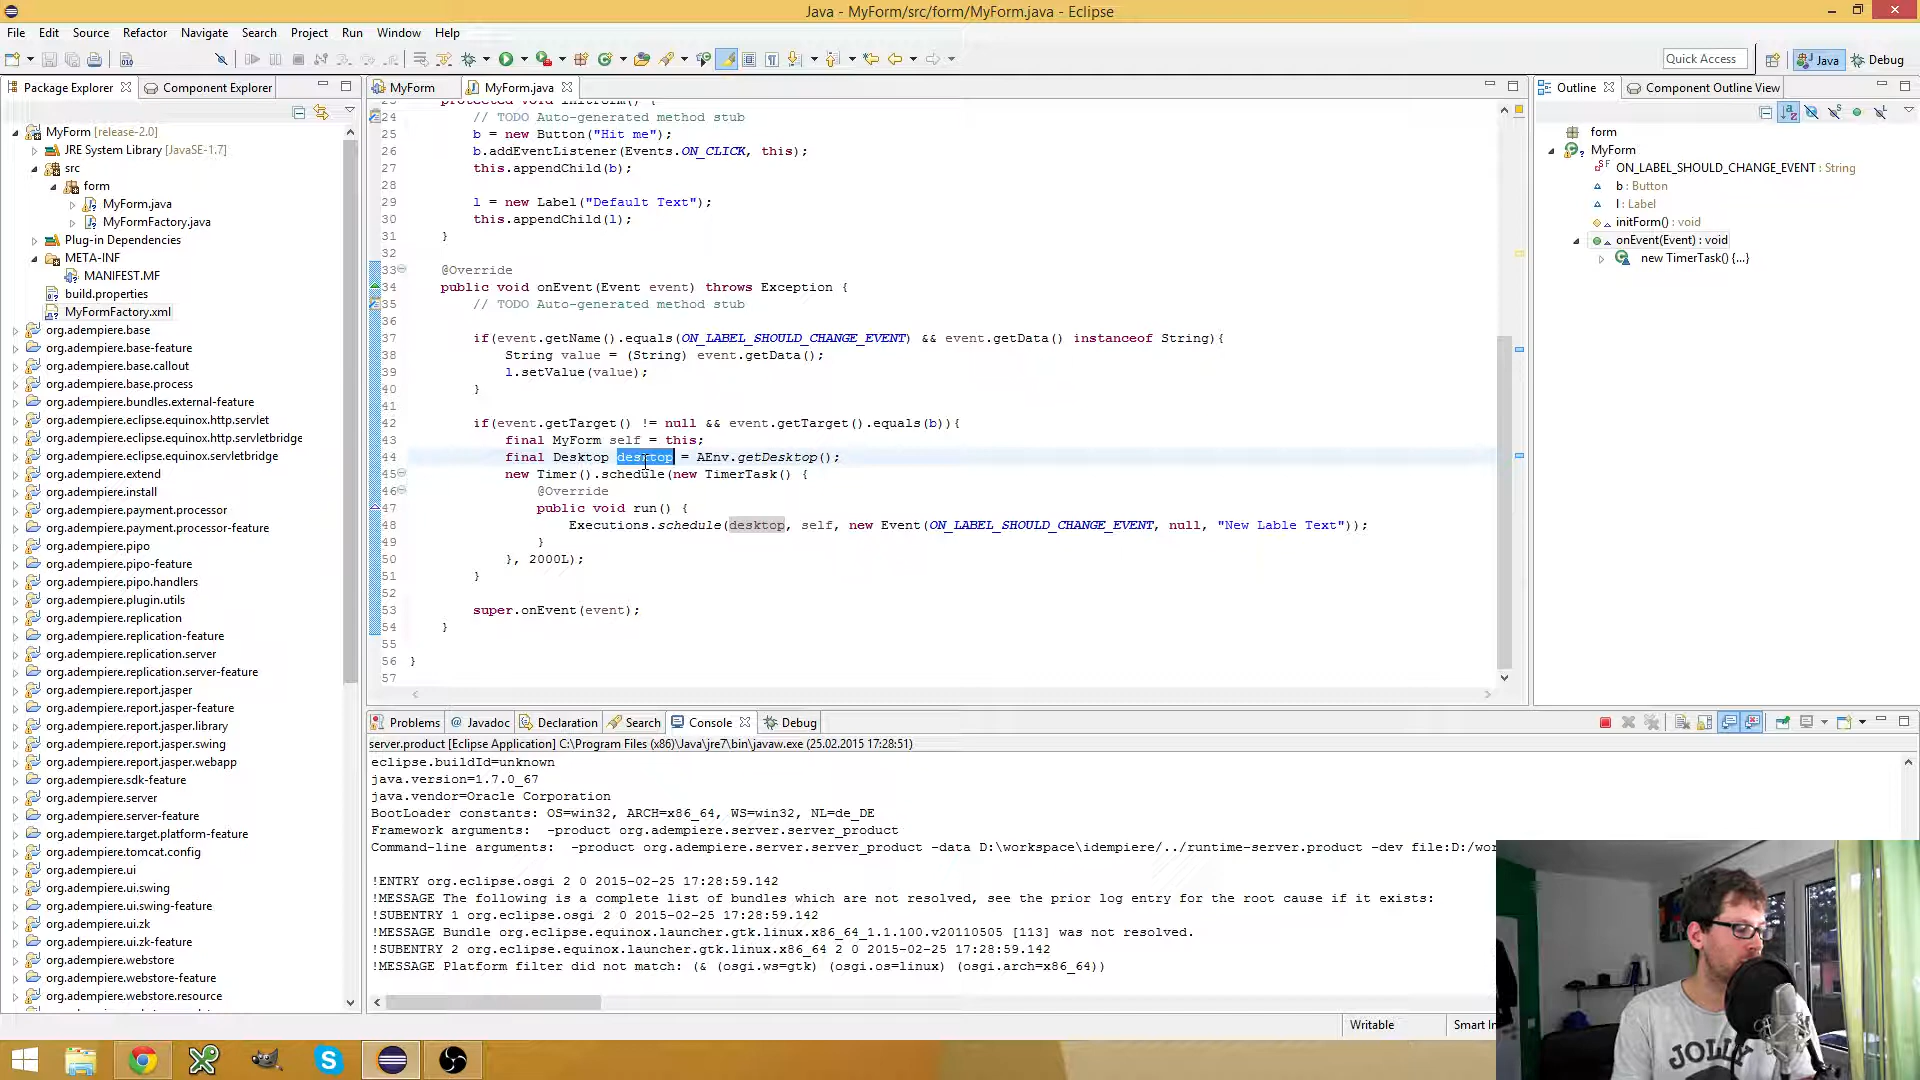 Java - MyForm/src/form/MyForm.java - Eclipse
File Edit Source Refactor Navigate Search Project Run Window Help
Quick Access
Java
Debug
Package Explorer
Component Explorer
MyForm [release-2.0]
JRE System Library [JavaSE-1.7]
src
form
MyForm.java
MyFormFactory.java
Plug-in Dependencies
META-INF
MANIFEST.MF
build.properties
MyFormFactory.xml
org.adempiere.base
org.adempiere.base-feature
org.adempiere.base.callout
org.adempiere.base.process
org.adempiere.bundles.external-feature
org.adempiere.eclipse.equinox.http.servlet
org.adempiere.eclipse.equinox.http.servletbridge
org.adempiere.eclipse.equinox.servletbridge
org.adempiere.extend
org.adempiere.install
org.adempiere.payment.processor
org.adempiere.payment.processor-feature
org.adempiere.pipo
org.adempiere.pipo-feature
org.adempiere.pipo.handlers
org.adempiere.plugin.utils
org.adempiere.replication
org.adempiere.replication-feature
org.adempiere.replication.server
org.adempiere.replication.server-feature
org.adempiere.report.jasper
org.adempiere.report.jasper-feature
org.adempiere.report.jasper.library
org.adempiere.report.jasper.swing
org.adempiere.report.jasper.webapp
org.adempiere.sdk-feature
org.adempiere.server
org.adempiere.server-feature
org.adempiere.target.platform-feature
org.adempiere.tomcat.config
org.adempiere.ui
org.adempiere.ui.swing
org.adempiere.ui.swing-feature
org.adempiere.ui.zk
org.adempiere.ui.zk-feature
org.adempiere.webstore
org.adempiere.webstore-feature
org.adempiere.webstore.resource
MyForm
MyForm.java
24 // TODO Auto-generated method stub
25 b = new Button("Hit me");
26 b.addEventListener(Events.ON_CLICK, this);
27 this.appendChild(b);
28
29 l = new Label("Default Text");
30 this.appendChild(l);
31 }
32
33 @Override
34 public void onEvent(Event event) throws Exception {
35 // TODO Auto-generated method stub
36
37 if(event.getName().equals(ON_LABEL_SHOULD_CHANGE_EVENT) && event.getData() instanceof String){
38 String value = (String) event.getData();
39 l.setValue(value);
40 }
41
42 if(event.getTarget() != null && event.getTarget().equals(b)){
43 final MyForm self = this;
44 final Desktop desktop = AEnv.getDesktop();
45 new Timer().schedule(new TimerTask() {
46 @Override
47 public void run() {
48 Executions.schedule(desktop, self, new Event(ON_LABEL_SHOULD_CHANGE_EVENT, null, "New Lable Text"));
49 }
50 }, 2000L);
51 }
52
53 super.onEvent(event);
54 }
55
56 }
57
Outline
Component Outline View
form
MyForm
ON_LABEL_SHOULD_CHANGE_EVENT : String
b : Button
l : Label
initForm() : void
onEvent(Event) : void
new TimerTask() {...}
Problems
@ Javadoc
Declaration
Search
Console
Debug
server.product [Eclipse Application] C:\Program Files (x86)\Java\jre7\bin\javaw.exe (25.02.2015 17:28:51)
eclipse.buildId=unknown
java.version=1.7.0_67
java.vendor=Oracle Corporation
BootLoader constants: OS=win32, ARCH=x86_64, WS=win32, NL=de_DE
Framework arguments:  -product org.adempiere.server.server_product
Command-line arguments:  -product org.adempiere.server.server_product -data D:\workspace\idempiere/../runtime-server.product -dev file:D:/wor
!ENTRY org.eclipse.osgi 2 0 2015-02-25 17:28:59.142
!MESSAGE The following is a complete list of bundles which are not resolved, see the prior log entry for the root cause if it exists:
!SUBENTRY 1 org.eclipse.osgi 2 0 2015-02-25 17:28:59.142
!MESSAGE Bundle org.eclipse.equinox.launcher.gtk.linux.x86_64_1.1.100.v20110505 [113] was not resolved.
!SUBENTRY 2 org.eclipse.equinox.launcher.gtk.linux.x86_64 2 0 2015-02-25 17:28:59.142
!MESSAGE Platform filter did not match: (& (osgi.ws=gtk) (osgi.os=linux) (osgi.arch=x86_64))
Writable
Smart In
JOLLY